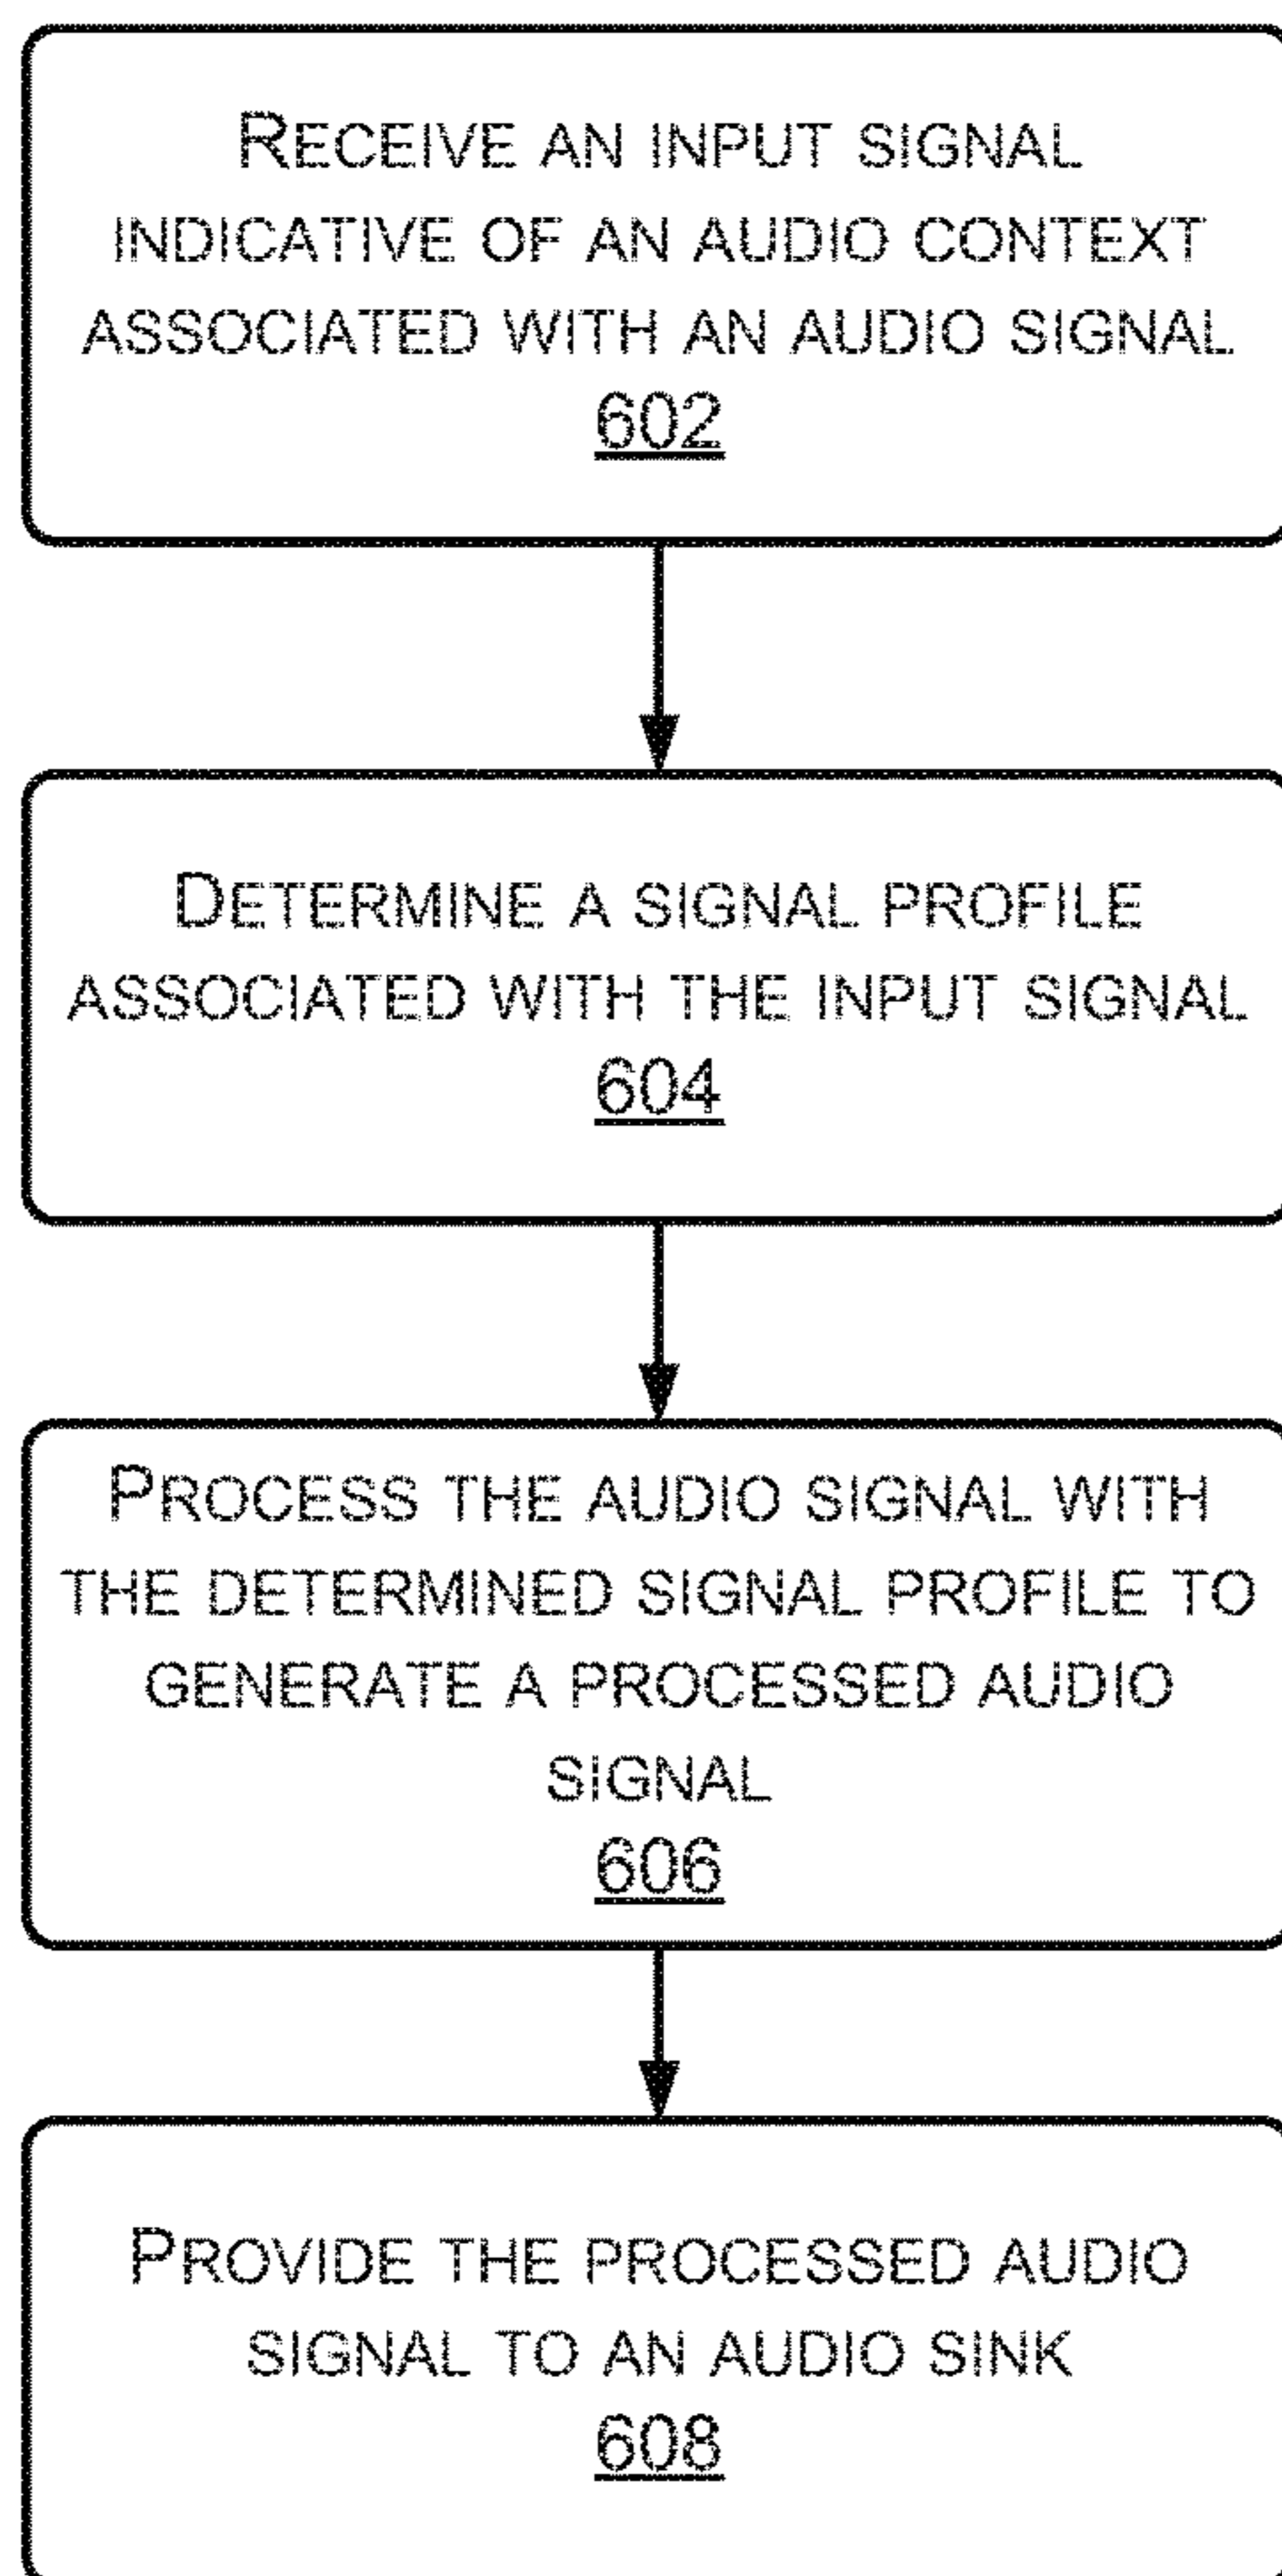 RECEIVE AN INPUT SIGNAL
INDICATIVE OF AN AUDIO CONTEXT
ASSOCIATED WITH AN AUDIO SIGNAL
602
DETERMINE A SIGNAL PROFILE
ASSOCIATED WITH THE INPUT SIGNAL
604
PROCESS THE AUDIO SIGNAL WITH
THE DETERMINED SIGNAL PROFILE TO
GENERATE A PROCESSED AUDIO
SIGNAL
606
PROVIDE THE PROCESSED AUDIO
SIGNAL TO AN AUDIO SINK
608